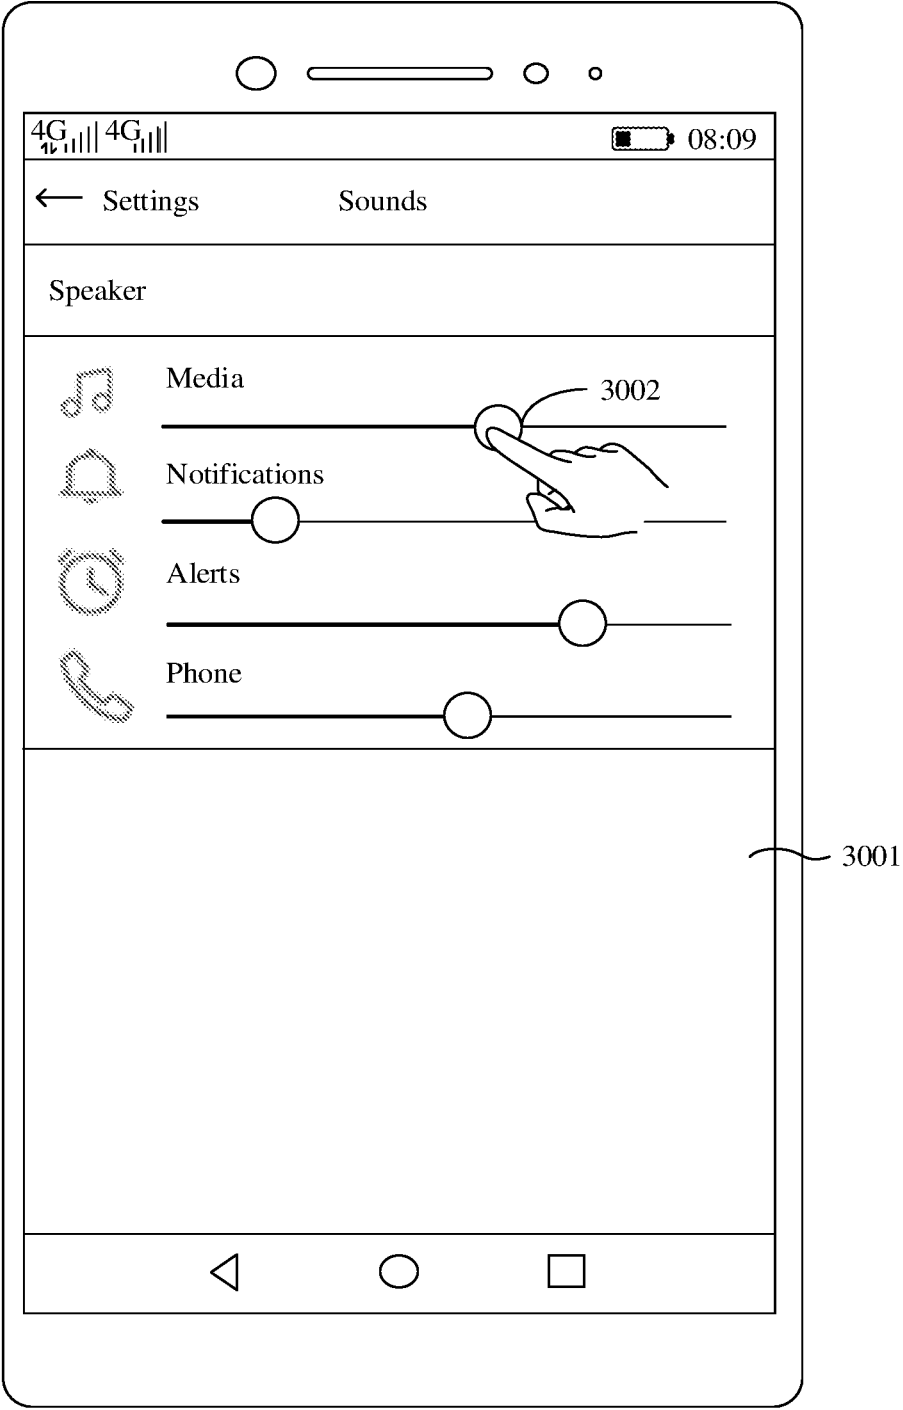 4G 4G 08:09
Settings Sounds
Speaker
Media
3002
Notifications
Alerts
Phone
3001